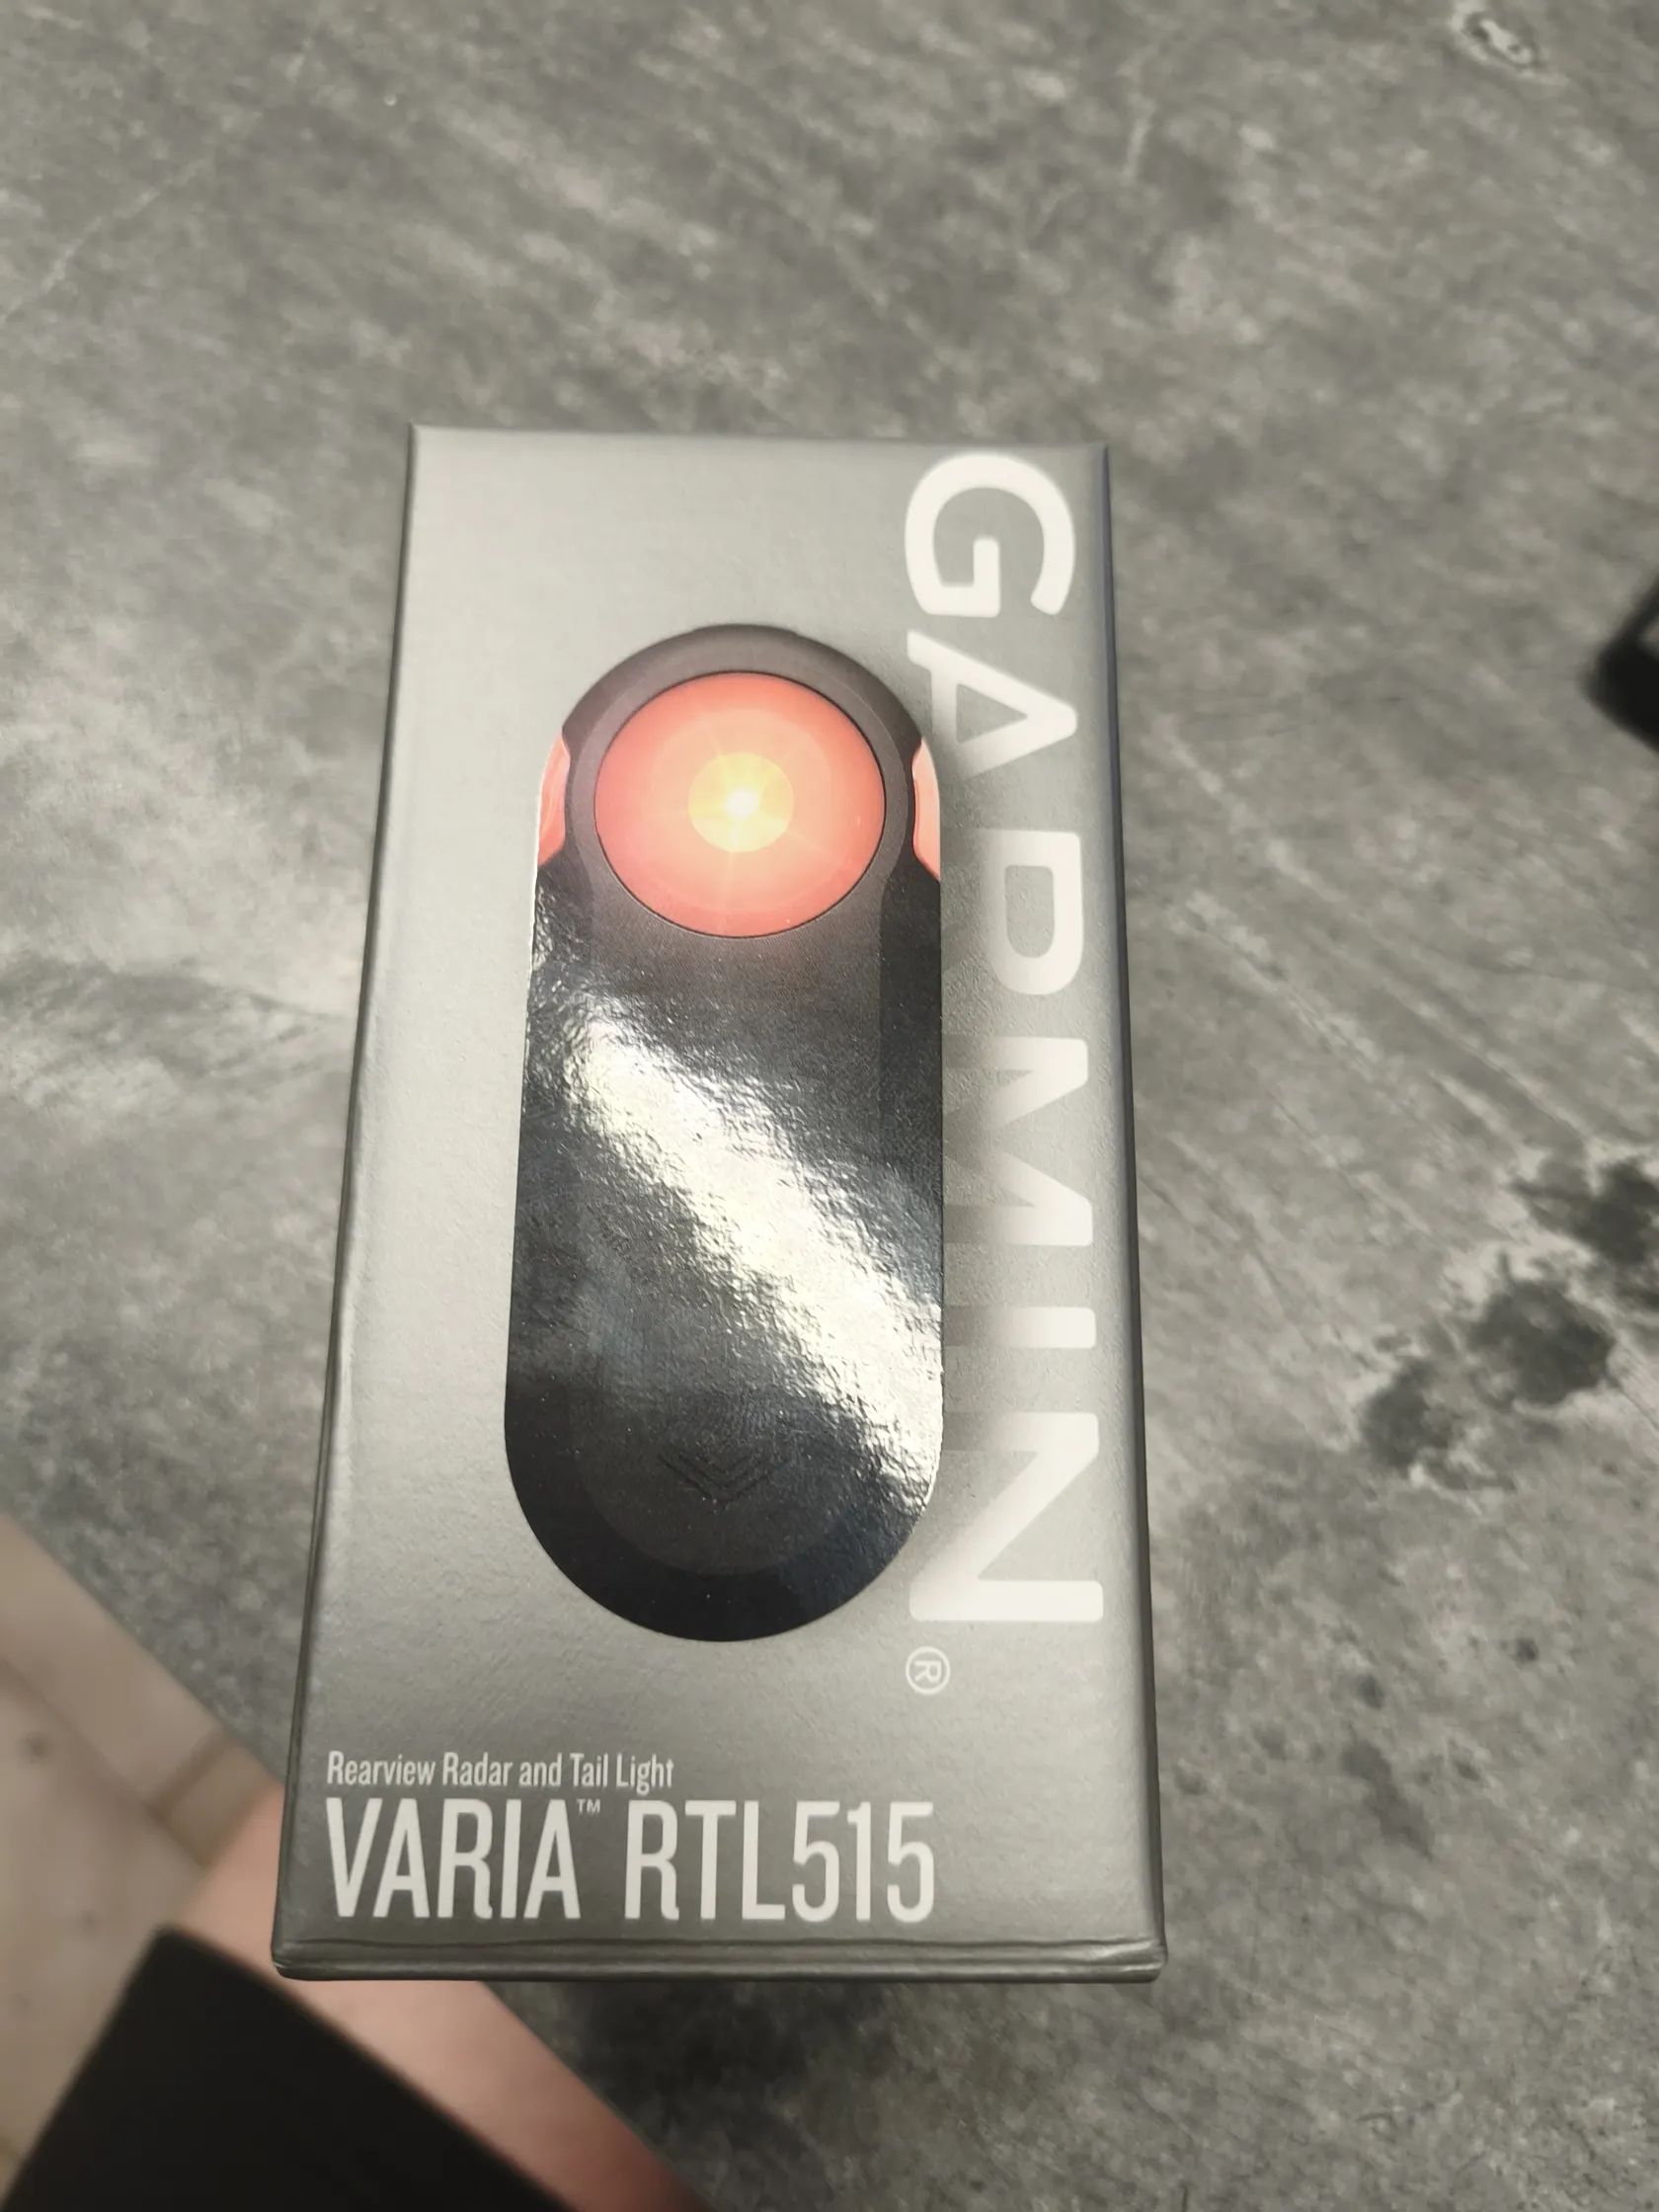 GARMIN®
Rearview Radar and Tail Light
VARIA™ RTL515